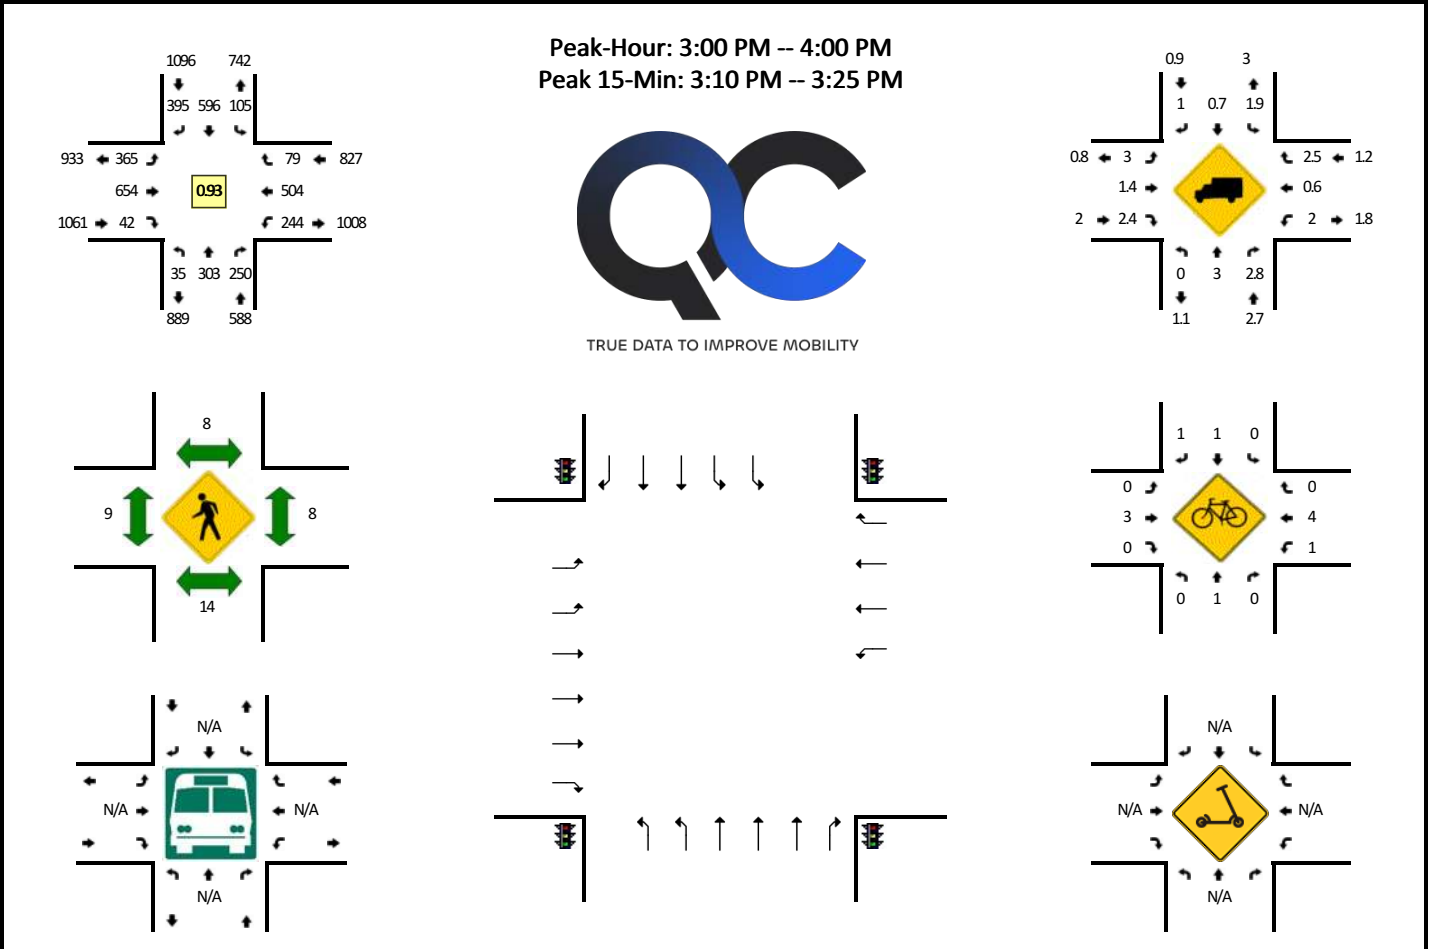 Peak-Hour: 3:00 PM -- 4:00 PM
Peak 15-Min: 3:10 PM -- 3:25 PM
1096 742
395 596 105
933 365 79 827
654 0.93 504
1061 42 244 1008
35 303 250
889 588
TRUE DATA TO IMPROVE MOBILITY
0.9 3
1 0.7 1.9
0.8 3 2.5 1.2
1.4 0.6
2 2.4 2 1.8
0 3 2.8
1.1 2.7
8
9 8
14
1 1 0
0 0
3 4
0 1
0 1 0
N/A
N/A N/A
N/A
N/A
N/A N/A
N/A